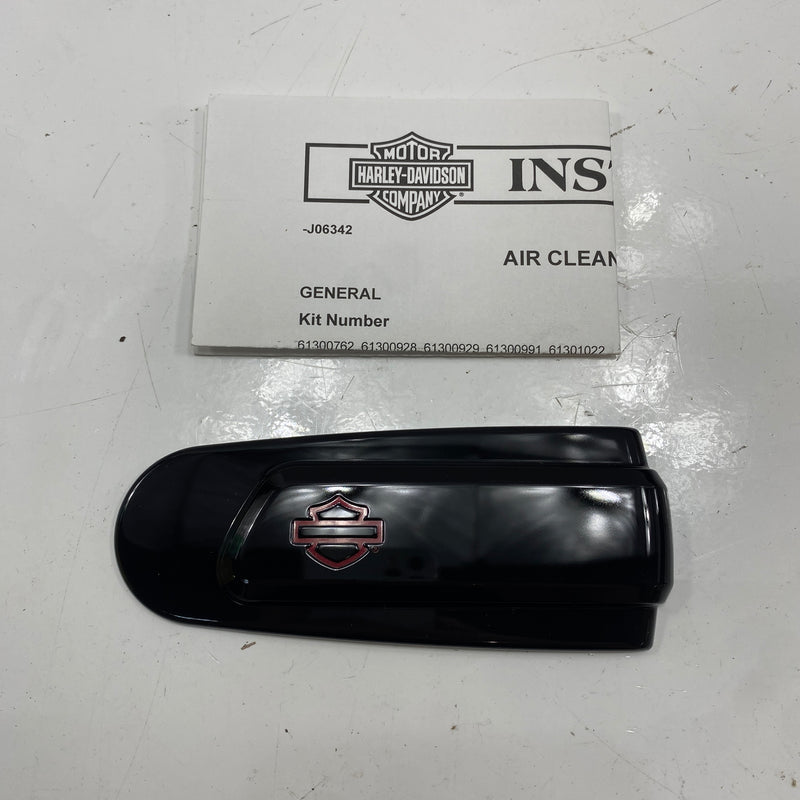 MOTOR
HARLEY-DAVIDSON
COMPANY
INS
-J06342
AIR CLEAN
GENERAL
Kit Number
61300762, 61300928, 61300929, 61300991, 61301022,